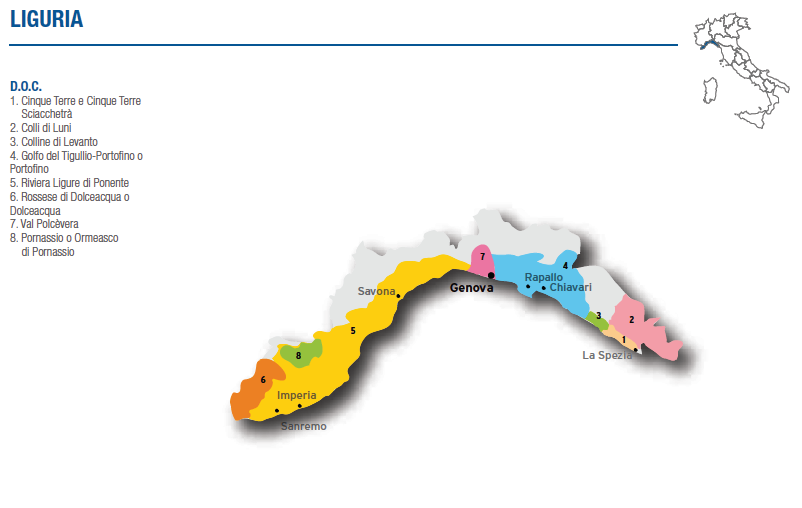 LIGURIA
D.O.C.
1. Cinque Terre e Cinque Terre
Sciacchetrà
2. Colli di Luni
3. Colline di Levanto
4. Golfo del Tigullio-Portofino o
Portofino
5. Riviera Ligure di Ponente
6. Rossese di Dolceacqua o
Dolceacqua
7. Val Polcèvera
8. Pornassio o Ormeasco
di Pornassio
7
4
Rapallo
Genova
Chiavari
Savona
3
2
5
1
8
La Spezia
6
Imperia
Sanremo